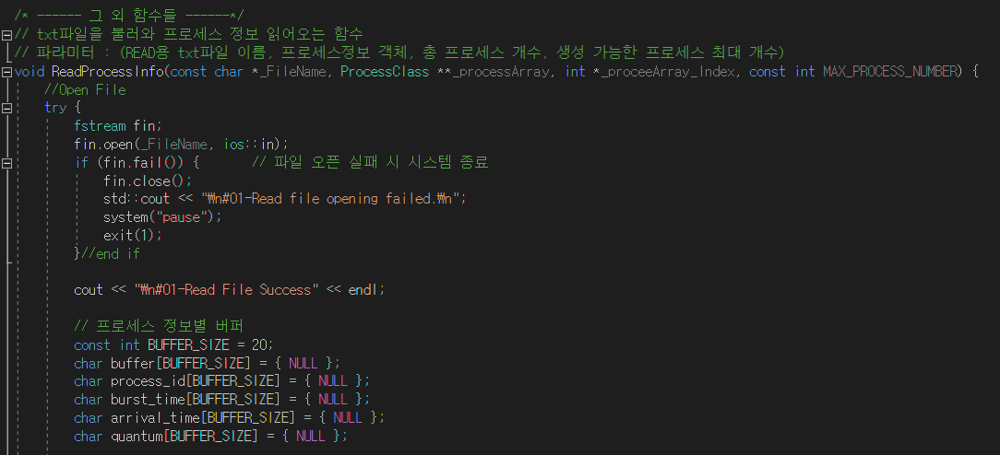 /* ------ 그 외 함수들 ------*/
// txt파일을 불러와 프로세스 정보 읽어오는 함수
// 파라미터 : (READ용 txt파일 이름, 프로세스정보 객체, 총 프로세스 개수, 생성 가능한 프로세스 최대 개수)
void ReadProcessInfo(const char *_FileName, ProcessClass **_processArray, int *_proceeArray_Index, const int MAX_PROCESS_NUMBER) {
//Open File
try {
fstream fin;
fin.open(_FileName, ios::in);
if (fin.fail()) { // 파일 오픈 실패 시 시스템 종료
fin.close();
std::cout << "₩n#01-Read file opening failed.₩n";
system("pause");
exit(1);
}//end if
cout << "₩n#01-Read File Success" << endl;
// 프로세스 정보별 버퍼
const int BUFFER_SIZE = 20;
char buffer[BUFFER_SIZE] = { NULL };
char process_id[BUFFER_SIZE] = { NULL };
char burst_time[BUFFER_SIZE] = { NULL };
char arrival_time[BUFFER_SIZE] = { NULL };
char quantum[BUFFER_SIZE] = { NULL };